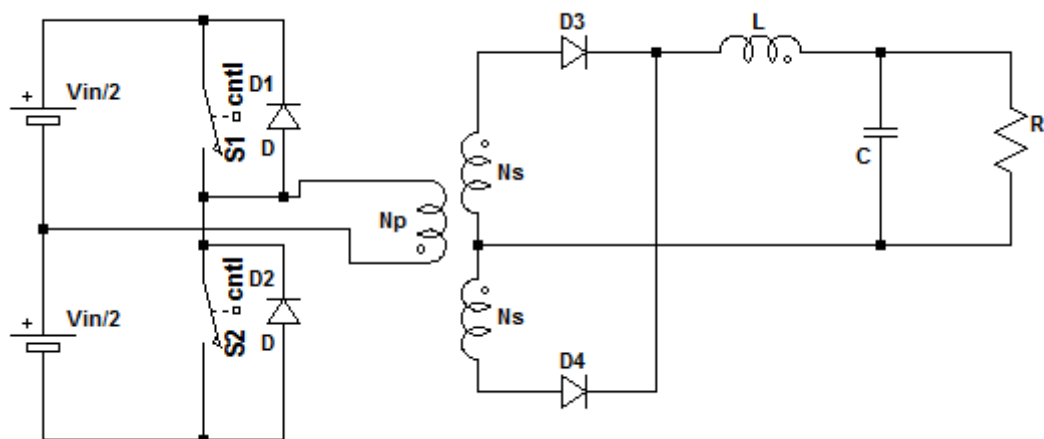 D3
L
+
Vin/2
cntl
D1
S1
D
Ns
R
C
Np
cntl
D2
+
Vin/2
S2
D
Ns
D4